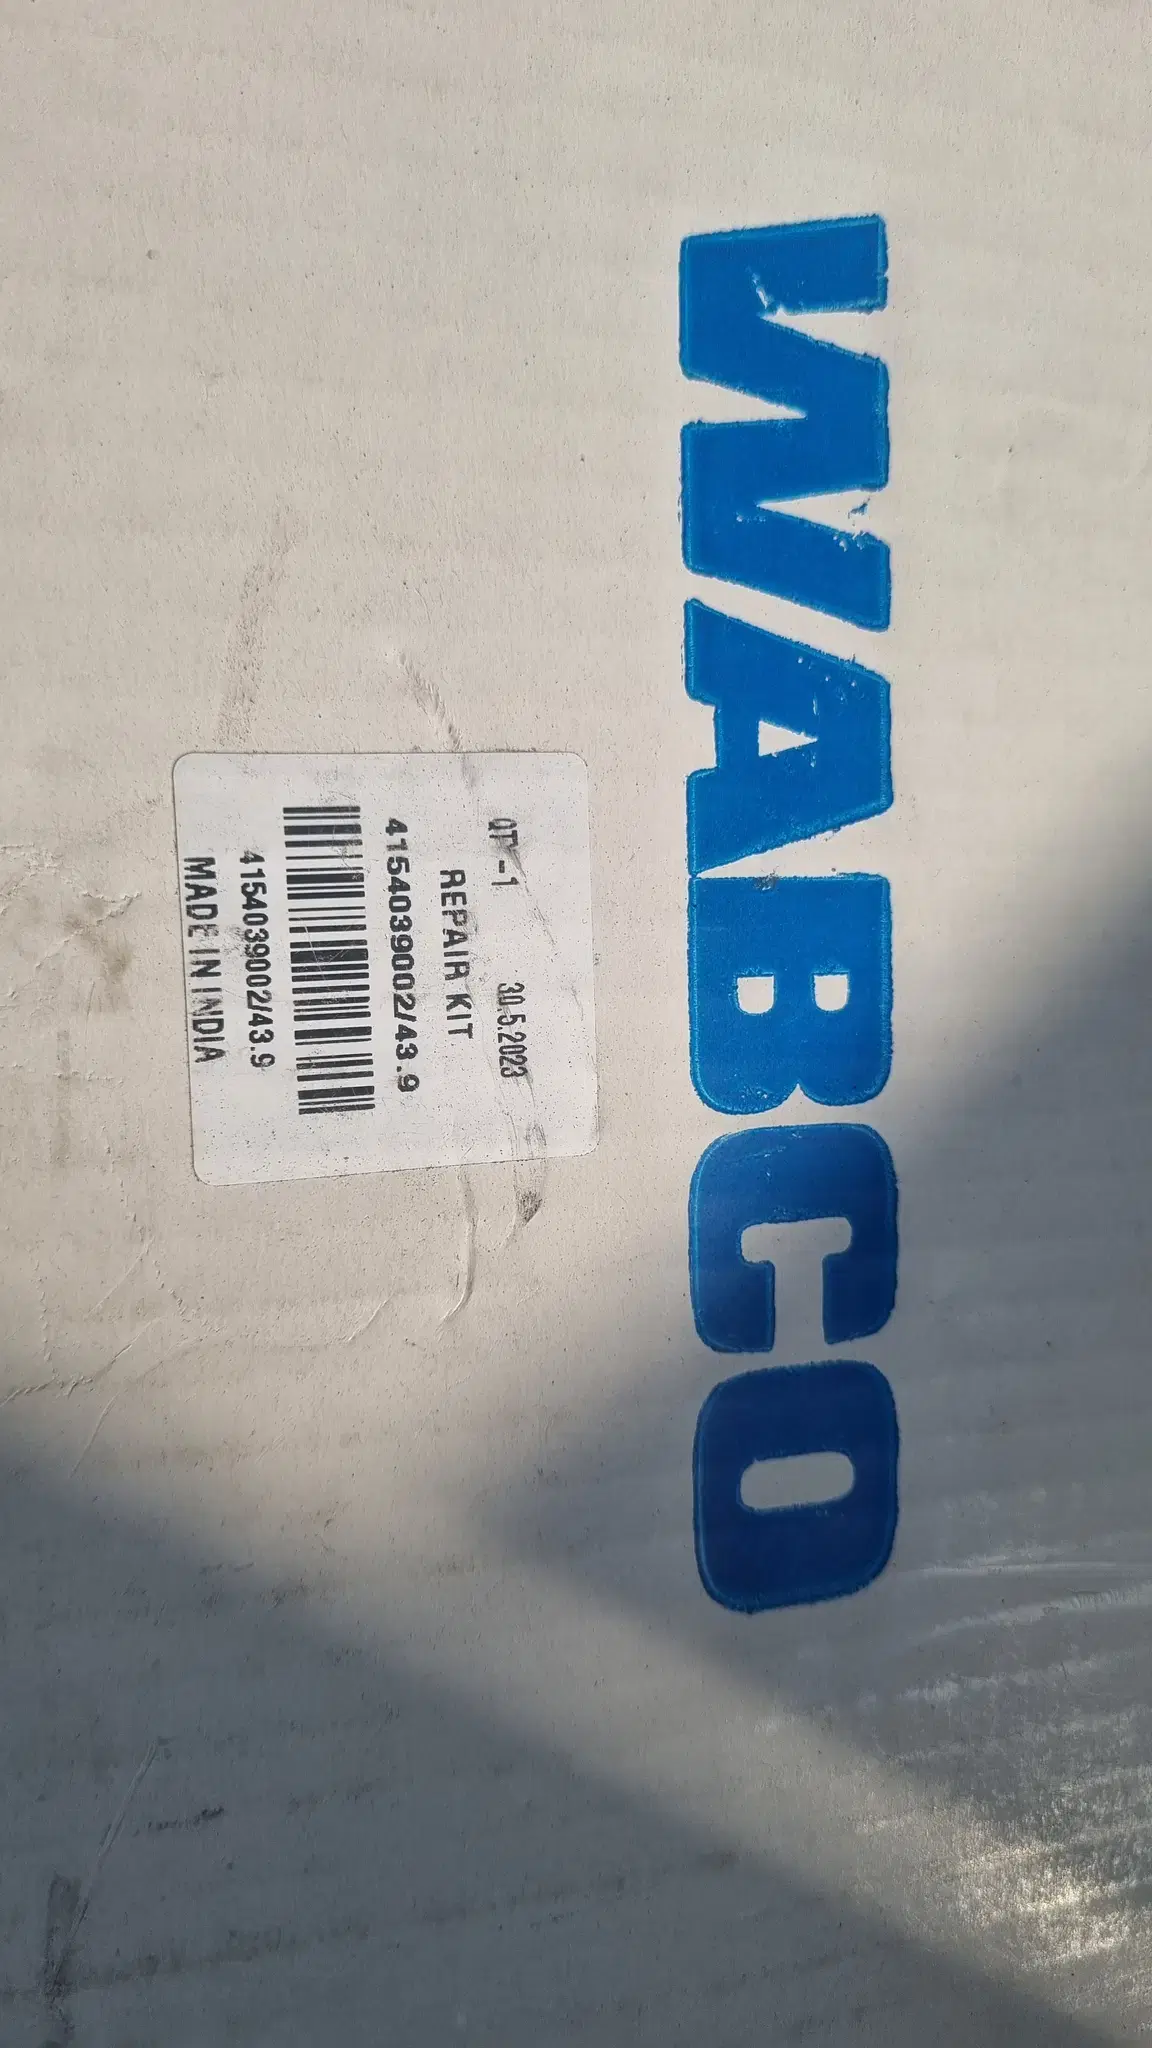 WABCO
QTY-1 30.5.2023
REPAIR KIT
4154039002/43.9
4154039002/43.9
MADE IN INDIA